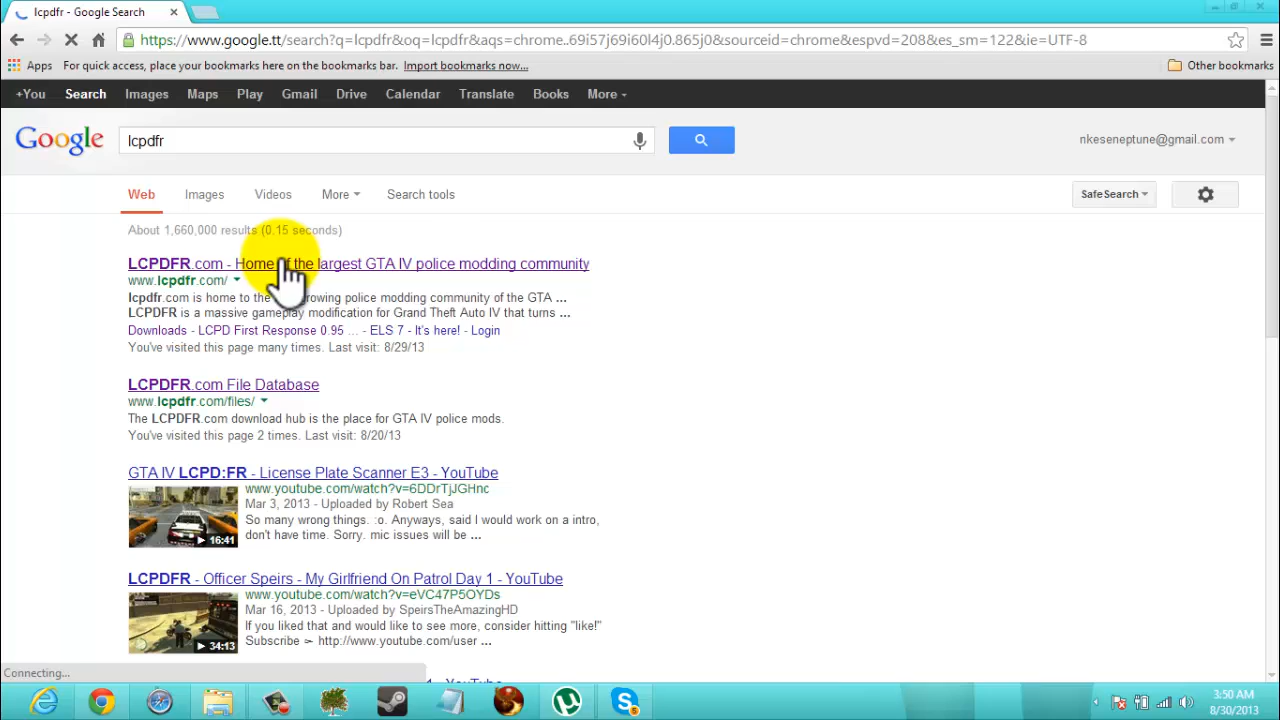 lcpdfr - Google Search
https://www.google.tt/search?q=lcpdfr&oq=lcpdfr&aqs=chrome_69i57j69i60l4j0.865j0&sourceid=chrome&espvd=208&es_sm=122&ie=UTF-8
Apps For quick access, place your bookmarks here on the bookmarks bar. Import bookmarks now... Other bookmarks
+You Search Images Maps Play Gmail Drive Calendar Translate Books More
Google lcpdfr nkeseneptune@gmail.com
Web Images Videos More Search tools SafeSearch
About 1,660,000 results (0.15 seconds)
LCPDFR.com - Home of the largest GTA IV police modding community
www.lcpdfr.com/
lcpdfr.com is home to the growing police modding community of the GTA ...
LCPDFR is a massive gameplay modification for Grand Theft Auto IV that turns ...
Downloads - LCPD First Response 0.95 ... - ELS 7 - It's here! - Login
You've visited this page many times. Last visit: 8/29/13
LCPDFR.com File Database
www.lcpdfr.com/files/
The LCPDFR.com download hub is the place for GTA IV police mods.
You've visited this page 2 times. Last visit: 8/20/13
GTA IV LCPD:FR - License Plate Scanner E3 - YouTube
www.youtube.com/watch?v=6DDrTjJGHnc
Mar 3, 2013 - Uploaded by Robert Sea
So many wrong things. :o. Anyways, said I would work on a intro,
don't have time. Sorry. mic issues will be ...
16:41
LCPDFR - Officer Speirs - My Girlfriend On Patrol Day 1 - YouTube
www.youtube.com/watch?v=eVC47P5OYDs
Mar 16, 2013 - Uploaded by SpeirsTheAmazingHD
If you liked that and would like to see more, consider hitting "like!"
Subscribe ➢ http://www.youtube.com/user ...
34:13
Connecting...
3:50 AM
8/30/2013